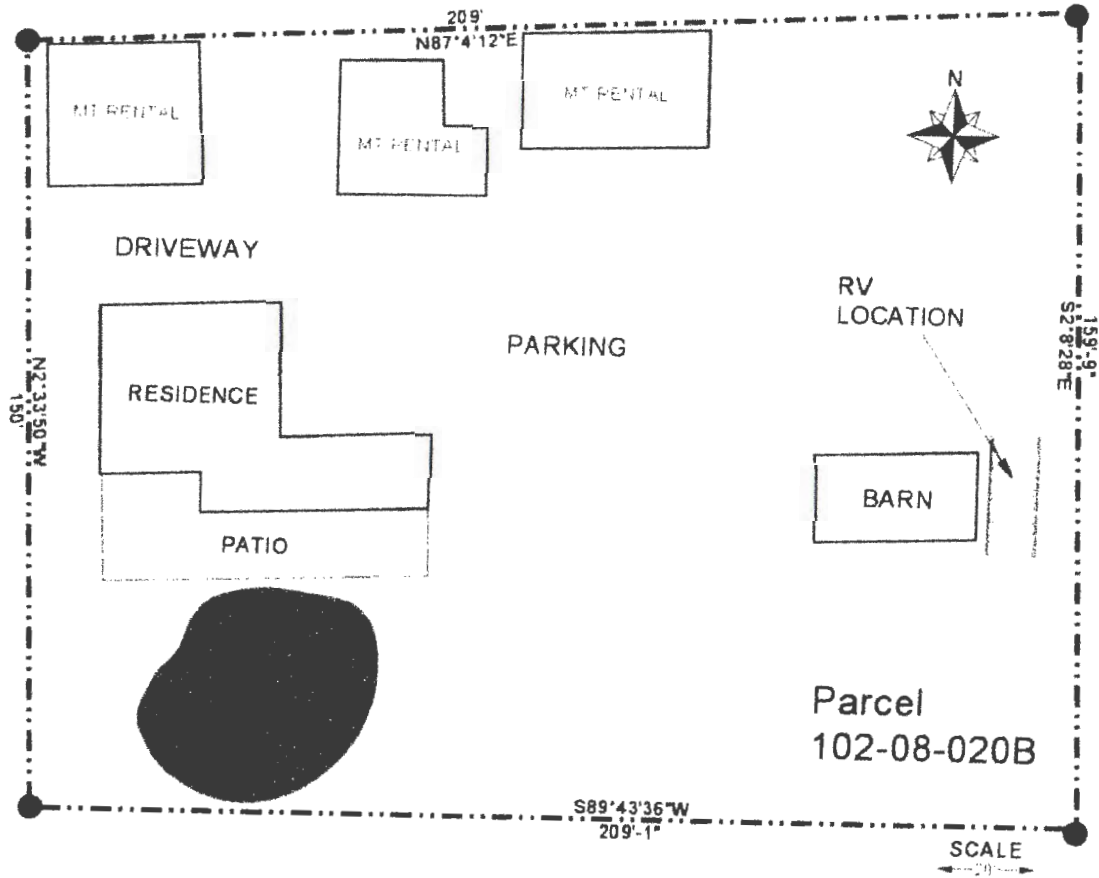 209'
N87°4'12"E
MT RENTAL
MT RENTAL
MT RENTAL
N
DRIVEWAY
RV
LOCATION
PARKING
RESIDENCE
N2°33'50"W
150'
159'-9"
S2°8'28"E
BARN
PATIO
Parcel
102-08-020B
S89°43'36"W
209'-1"
SCALE
20'